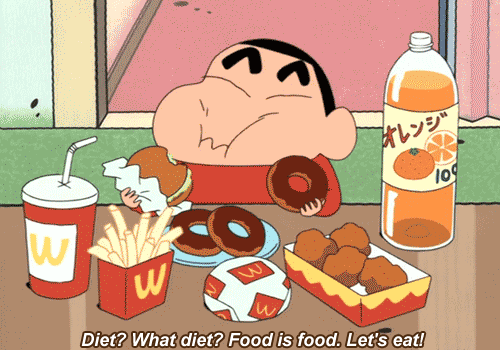 オレンジ
100
W
W
Diet? What diet? Food is food. Let's eat!